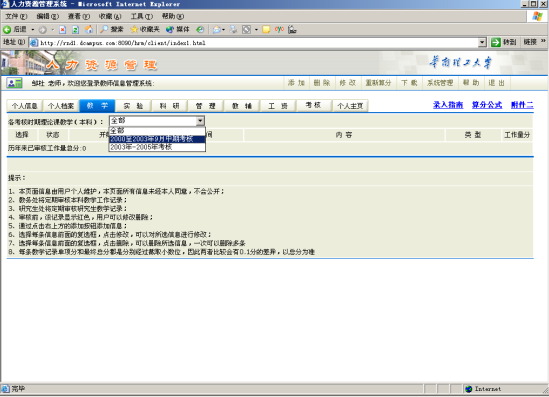 人力资源管理系统 - Microsoft Internet Explorer
文件(F) 编辑(E) 查看(V) 收藏(A) 工具(T) 帮助(H)
后退 搜索 收藏夹 媒体
地址(D) http://rnd1.dcampus.com:8090/hrm/client/index1.html 转到 链接
人力资源管理 华南理工大学
老师，欢迎您登录教师信息管理系统: 添加 删除 修改 重新算分 下载 系统管理 帮助 退出
个人信息 个人档案 教学 实验 科研 管理 教辅 工资 考核 个人主页 录入指南 算分公式 附件二
各考核时期理论课教学(本科)： 全部
全部
2000至2003年9月中期考核
2003年-2005年考核
选择 状态 开 间 内容 类型 工作量分
历年来已审核工作量总分:0
提示：
1、本页面信息由用户个人维护，本页面所有信息未经本人同意，不会公开；
2、教务处将定期审核本科教学工作记录；
3、研究生处将定期审核研究生教学记录；
4、审核前，该记录显示红色，用户可以修改删除；
5、通过点击右上方的添加按钮添加信息；
6、选择每条信息前面的复选框，点击修改，可以对所选信息进行修改；
7、选择每条信息前面的复选框，点击删除，可以删除所选信息，一次可以删除多条
8、每条教学记录单项分和最终总分都是分别经过截取小数位，因此两者比较会有0.1分的差异，以总分为准
完毕 Internet